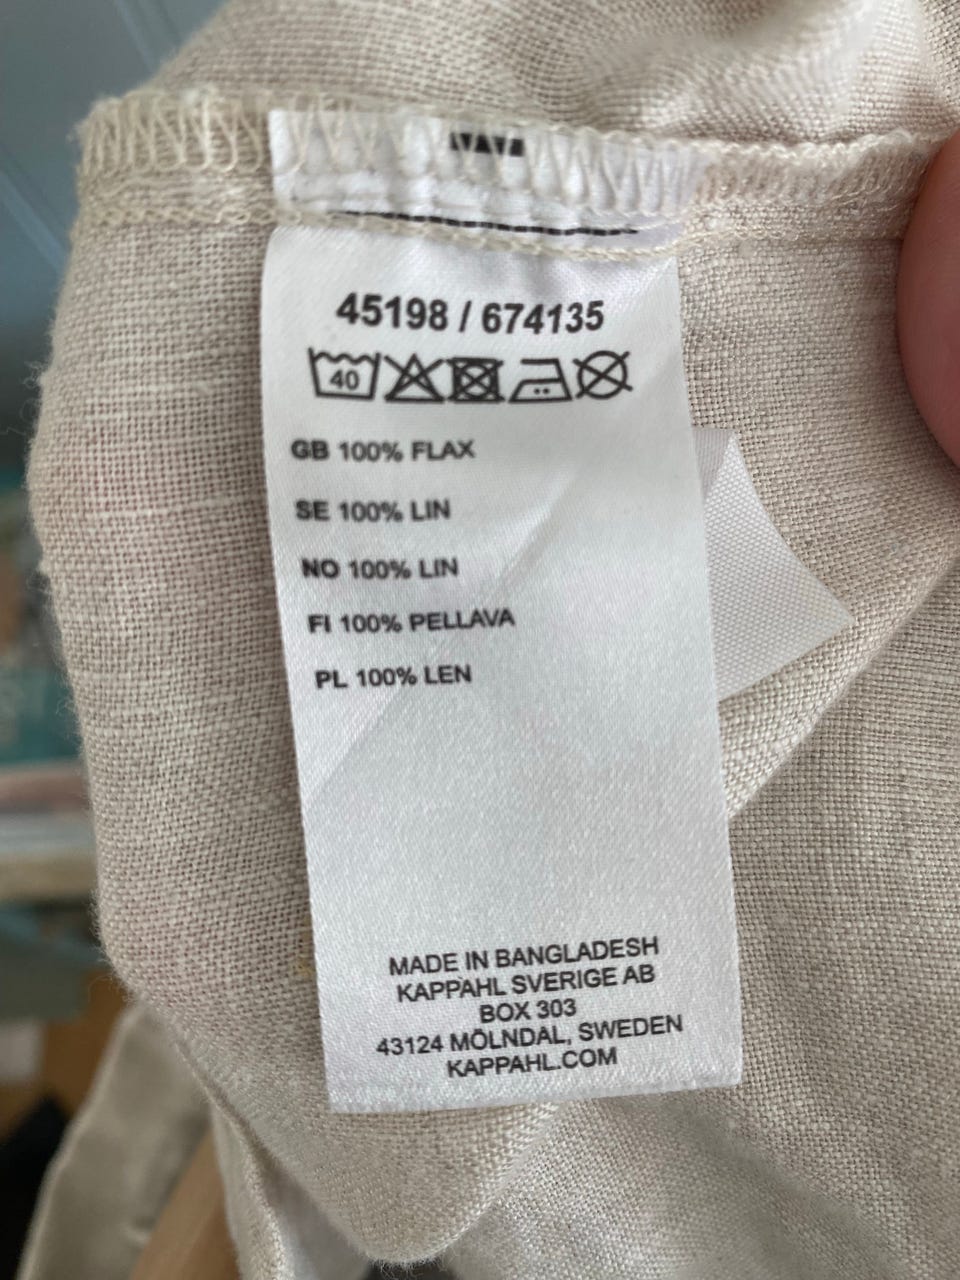 45198 / 674135
40
GB 100% FLAX
SE 100% LIN
NO 100% LIN
FI 100% PELLAVA
PL 100% LEN
MADE IN BANGLADESH
KAPPAHL SVERIGE AB
BOX 303
43124 MÖLNDAL, SWEDEN
KAPPAHL.COM